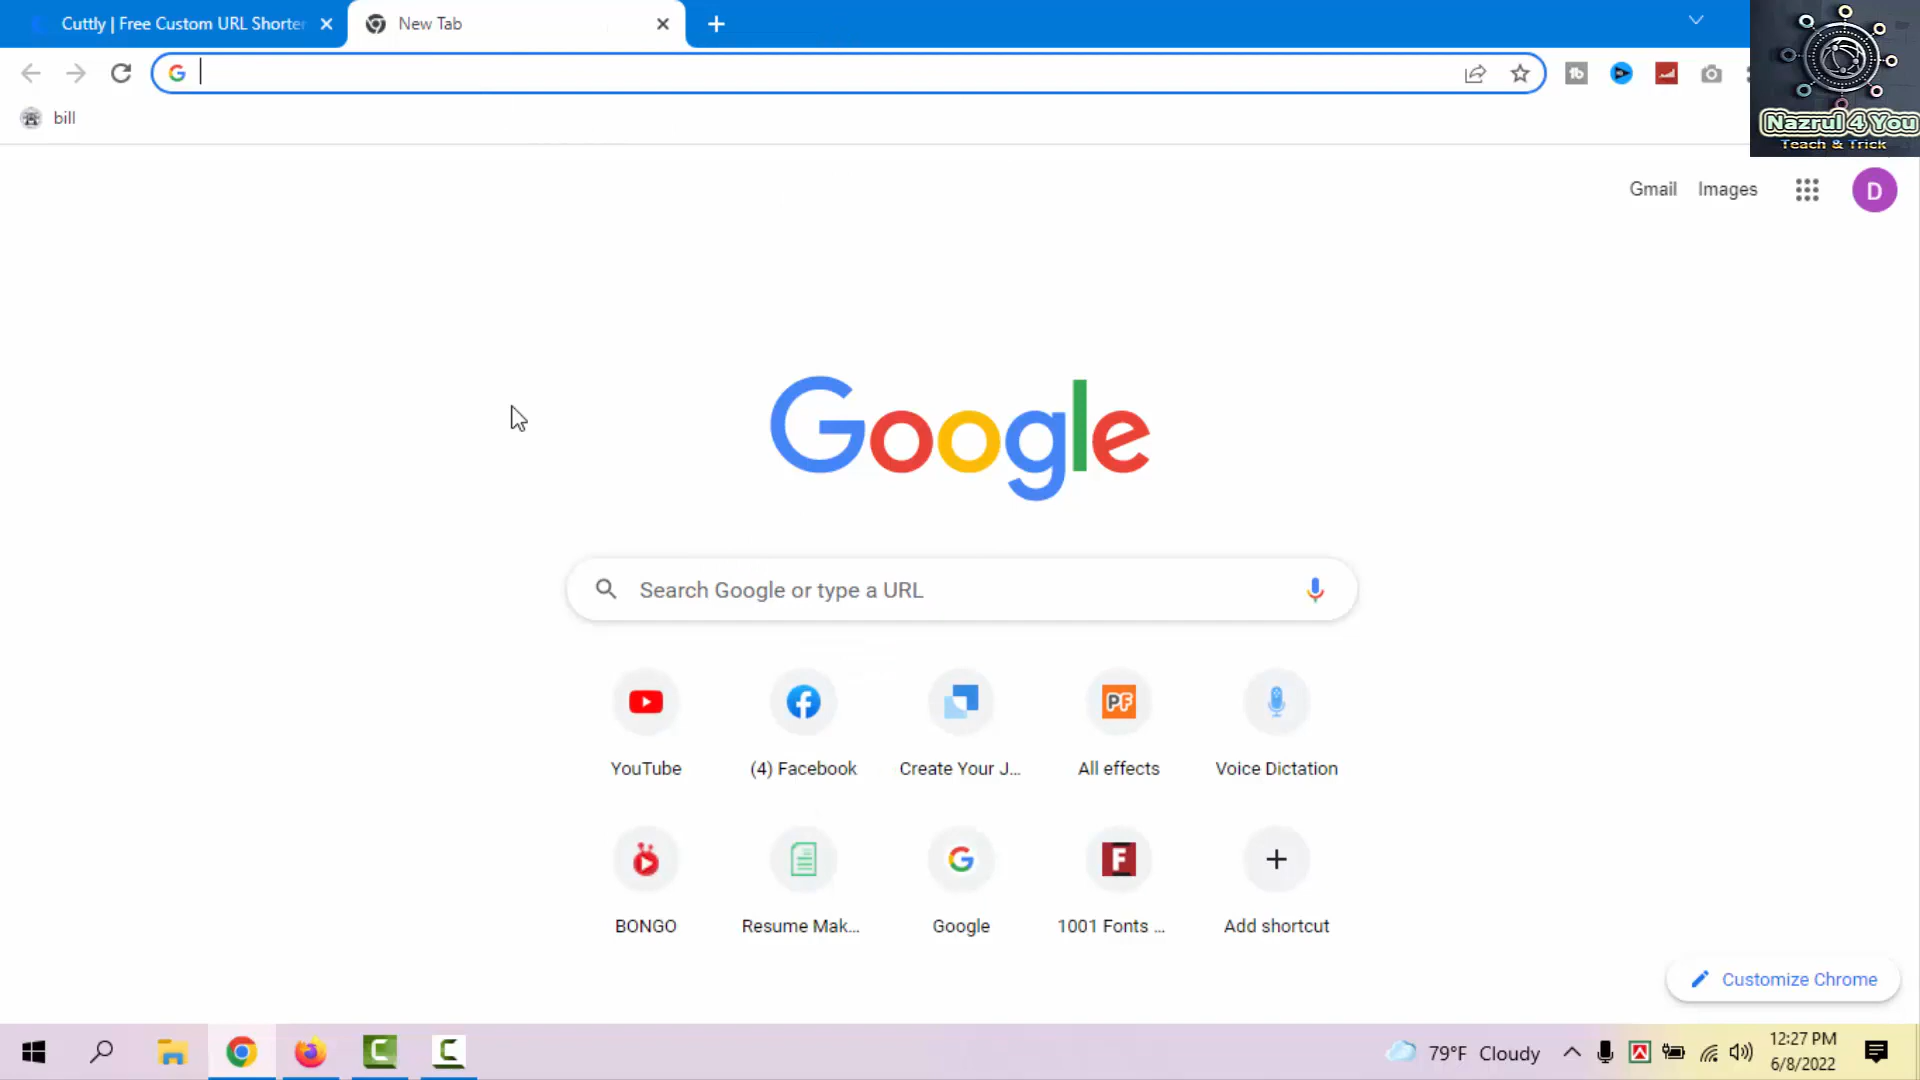 Cuttly | Free Custom URL Shorter
New Tab
bill
Nazrul 4 You
Teach & Trick
Gmail
Images
D
Google
Search Google or type a URL
YouTube
(4) Facebook
Create Your J...
All effects
Voice Dictation
BONGO
Resume Mak...
Google
1001 Fonts ...
Add shortcut
Customize Chrome
79°F Cloudy
12:27 PM
6/8/2022